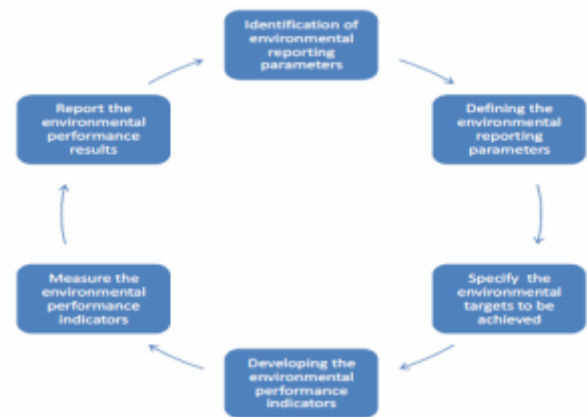 Identification of
environmental
reporting
parameters
Defining the
environmental
reporting
parameters
Specify the
environmental
targets to be
achieved
Developing the
environmental
performance
indicators
Measure the
environmental
performance
indicators
Report the
environmental
performance
results